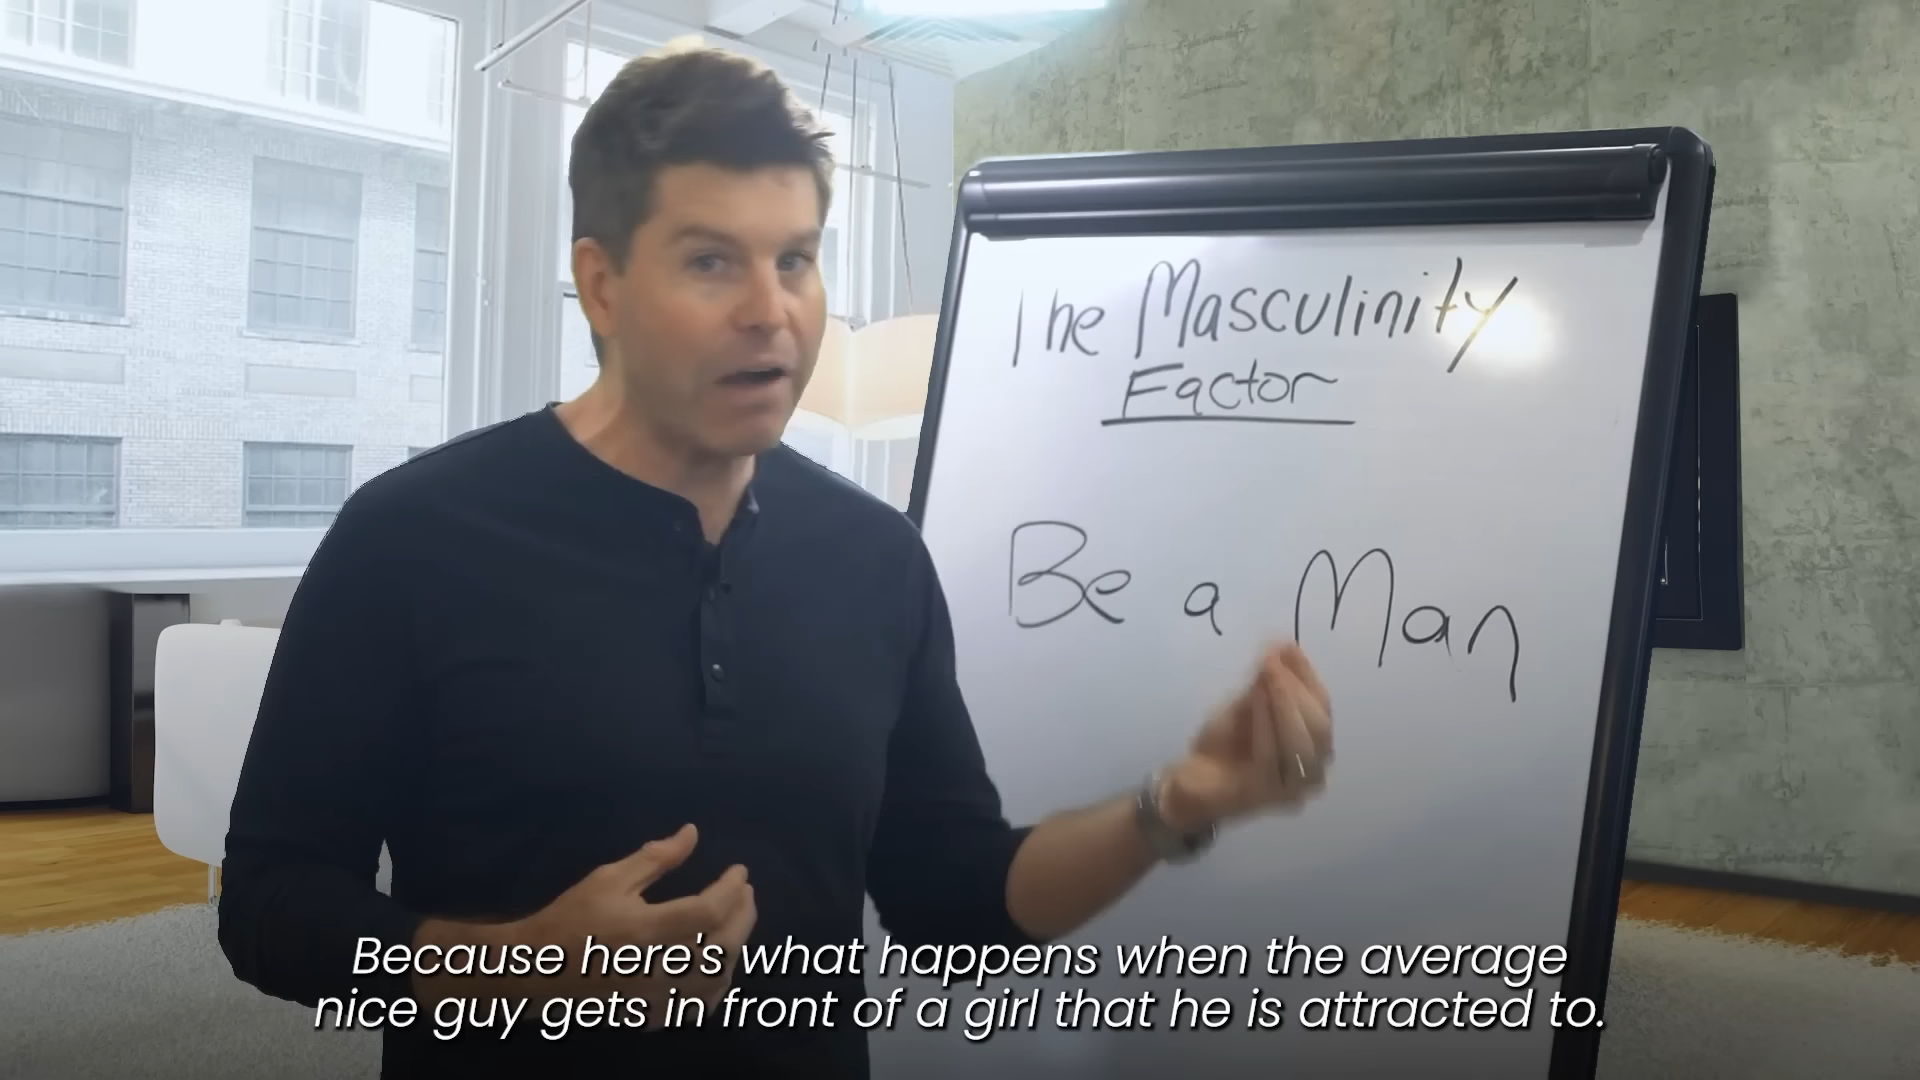 The Masculinity
Factor
Be a Man
Because here's what happens when the average
nice guy gets in front of a girl that he is attracted to.